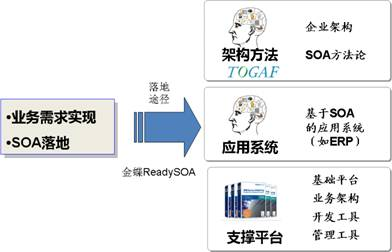 •业务需求实现
•SOA落地
落地
途径
金蝶ReadySOA
架构方法
TOGAF
企业架构
SOA方法论
应用系统
基于SOA
的应用系统
（如ERP）
支撑平台
基础平台
业务架构
开发工具
管理工具